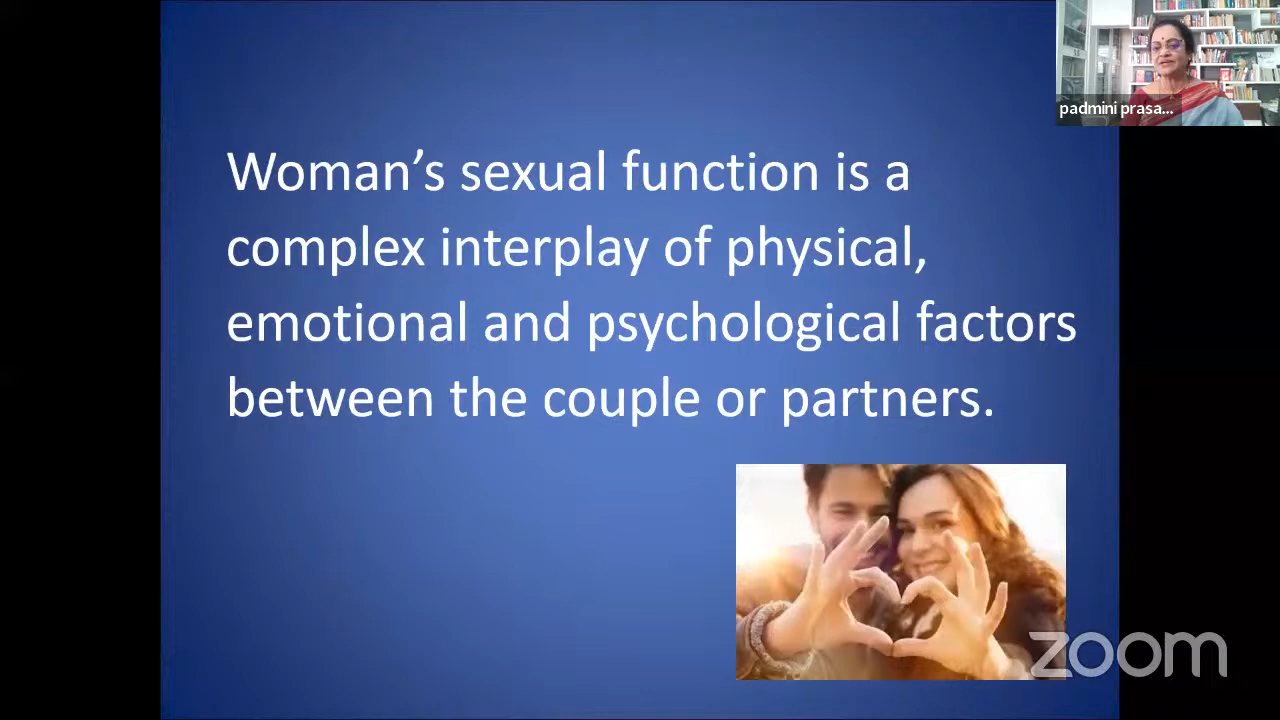 padmini prasa...
Woman’s sexual function is a
complex interplay of physical,
emotional and psychological factors
between the couple or partners.
zoom